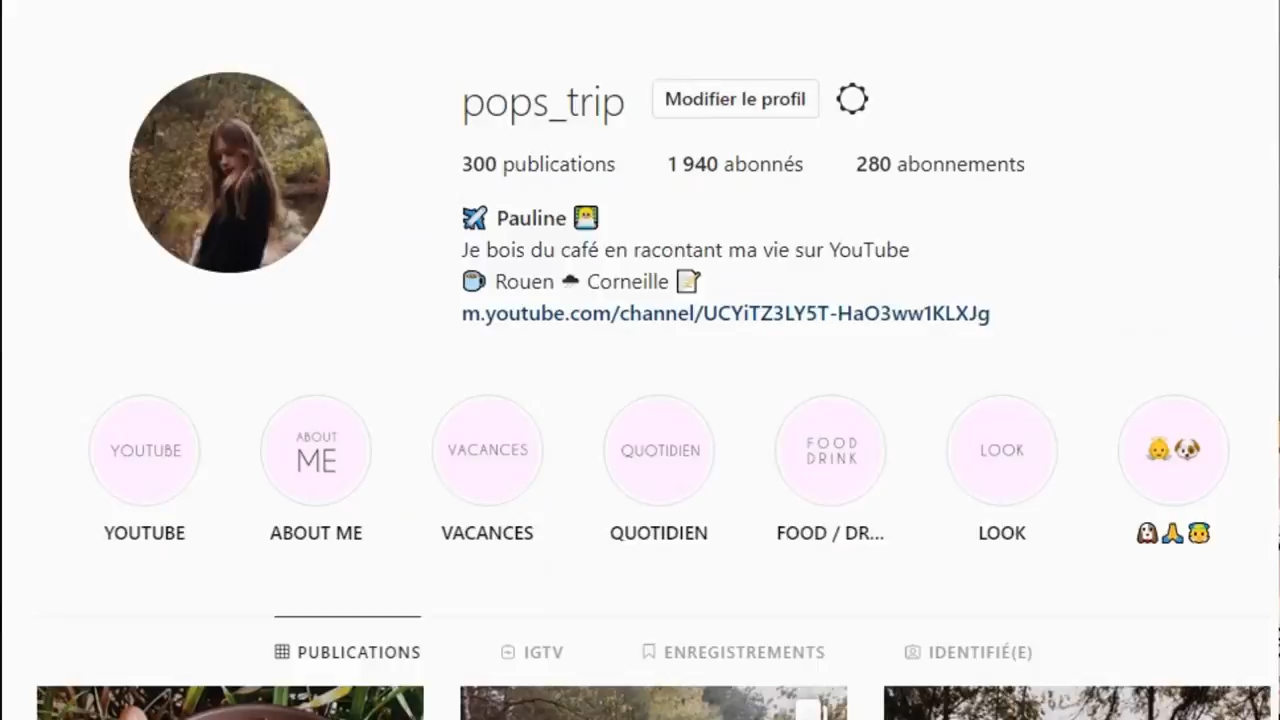 pops_trip Modifier le profil
300 publications 1 940 abonnés 280 abonnements
Pauline
Je bois du café en racontant ma vie sur YouTube
Rouen Corneille
m.youtube.com/channel/UCYiTZ3LY5T-HaO3ww1KLXJg
YOUTUBE
ABOUT
ME
VACANCES
QUOTIDIEN
FOOD
DRINK
LOOK
YOUTUBE ABOUT ME VACANCES QUOTIDIEN FOOD / DR... LOOK
PUBLICATIONS IGTV ENREGISTREMENTS IDENTIFIÉ(E)